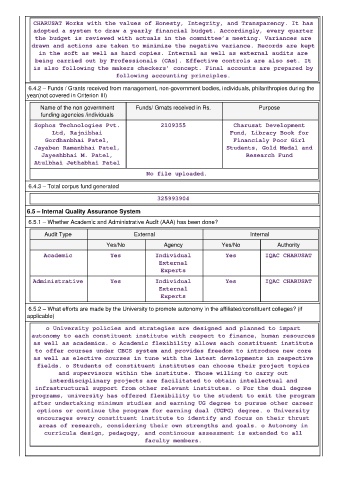 CHARUSAT Works with the values of Honesty, Integrity, and Transparency. It has
adopted a system to draw a yearly financial budget. Accordingly, every quarter
the budget is reviewed with actuals in the committee's meeting. Variances are
drawn and actions are taken to minimize the negative variance. Records are kept
in the soft as well as hard copies. Internal as well as external audits are
being carried out by Professionals (CAs). Effective controls are also set. It
is also following the makers checkers' concept. Final accounts are prepared by
following accounting principles.
6.4.2 – Funds / Grants received from management, non-government bodies, individuals, philanthropies during the
year(not covered in Criterion III)
Name of the non government
funding agencies /individuals
Funds/ Grnats received in Rs.
Purpose
Sophos Technologies Pvt.
Ltd, Rajnibhai
Gordhanbhai Patel,
Jayaben Ramanbhai Patel,
Jayeshbhai M. Patel,
Atulbhai Jethabhai Patel
2109355
Charusat Development
Fund, Library Book for
Financialy Poor Girl
Students, Gold Medal and
Research Fund
No file uploaded.
6.4.3 – Total corpus fund generated
325993904
6.5 – Internal Quality Assurance System
6.5.1 – Whether Academic and Administrative Audit (AAA) has been done?
Audit Type External Internal
Yes/No Agency Yes/No Authority
Academic Yes Individual
External
Experts
Yes IQAC CHARUSAT
Administrative Yes Individual
External
Experts
Yes IQAC CHARUSAT
6.5.2 – What efforts are made by the University to promote autonomy in the affiliated/constituent colleges? (if
applicable)
o University policies and strategies are designed and planned to impart
autonomy to each constituent institute with respect to finance, human resources
as well as academics. o Academic flexibility allows each constituent institute
to offer courses under CBCS system and provides freedom to introduce new core
as well as elective courses in tune with the latest developments in respective
fields. o Students of constituent institutes can choose their project topics
and supervisors within the institute. Those willing to carry out
interdisciplinary projects are facilitated to obtain intellectual and
infrastructural support from other relevant institutes. o For the dual degree
programs, university has offered flexibility to the student to exit the program
after undertaking minimum studies and earning UG degree to pursue other career
options or continue the program for earning dual (UGPG) degree. o University
encourages every constituent institute to identify and focus on their thrust
areas of research, considering their own strengths and goals. o Autonomy in
curricula design, pedagogy, and continuous assessment is extended to all
faculty members.